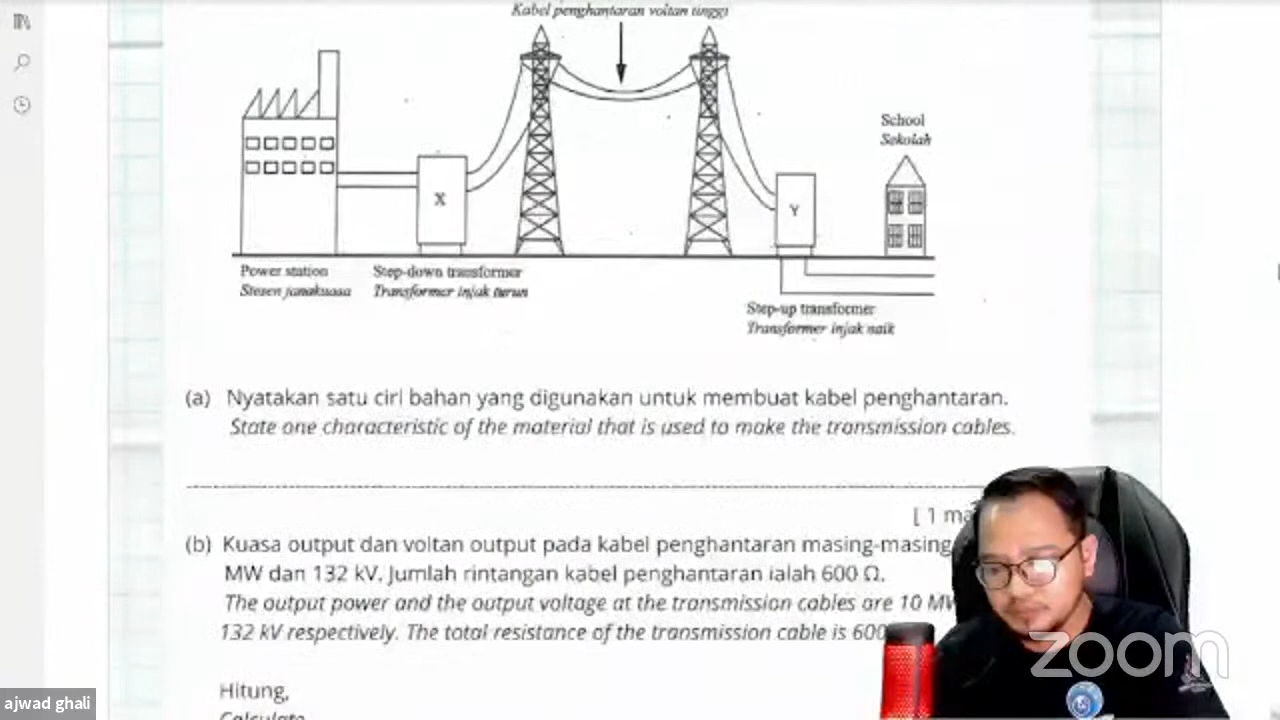 Kabel penghantaran voltan tinggi
School
Sekolah
X
Y
Power station
Stesen janakuasa
Step-down transformer
Transformer injak turun
Step-up transformer
Transformer injak naik
(a) Nyatakan satu ciri bahan yang digunakan untuk membuat kabel penghantaran.
State one characteristic of the material that is used to make the transmission cables.
[ 1
(b) Kuasa output dan voltan output pada kabel penghantaran masing-masing
MW dan 132 kV. Jumlah rintangan kabel penghantaran ialah 600 Ω.
The output power and the output voltage at the transmission cables are 10 MW
132 kV respectively. The total resistance of the transmission cable is 600
Hitung,
Calculate
zoom
ajwad ghali